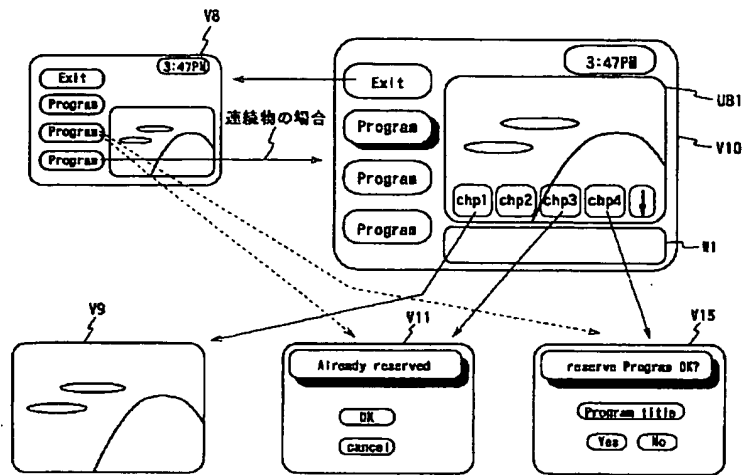 V8
3:47PM
Exit
Program
Program
Program
連続物の場合
3:47PM
Exit
Program
Program
Program
chp1 chp2 chp3 chp4 ↓
UB1
V10
W1
V9
V11
Already reserved
OK
cancel
V15
reserve Program OK?
Program title
Yes No